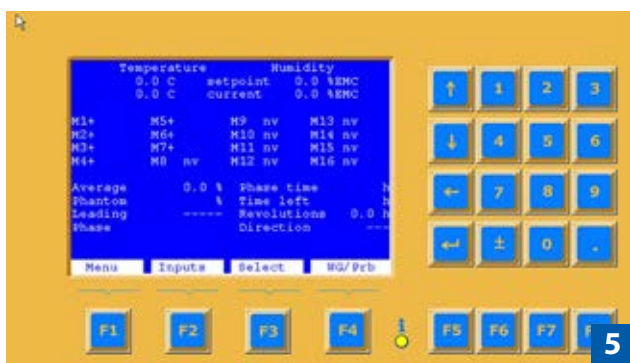 Temperature Humidity
0.0 C setpoint 0.0 %EMC
0.0 C current 0.0 %EMC
M1+ M5+ M9 nv M13 nv
M2+ M6+ M10 nv M14 nv
M3+ M7+ M11 nv M15 nv
M4+ M8 nv M12 nv M16 nv
Average 0.0 % Phase time h
Phantom % Time left h
Leading ----- Revolutions 0.0 h
Phase Direction ---
Menu Inputs Select WG/Prb
↑ 1 2 3
↓ 4 5 6
← 7 8 9
↵ ± 0 .
F1 F2 F3 F4 i F5 F6 F7
5